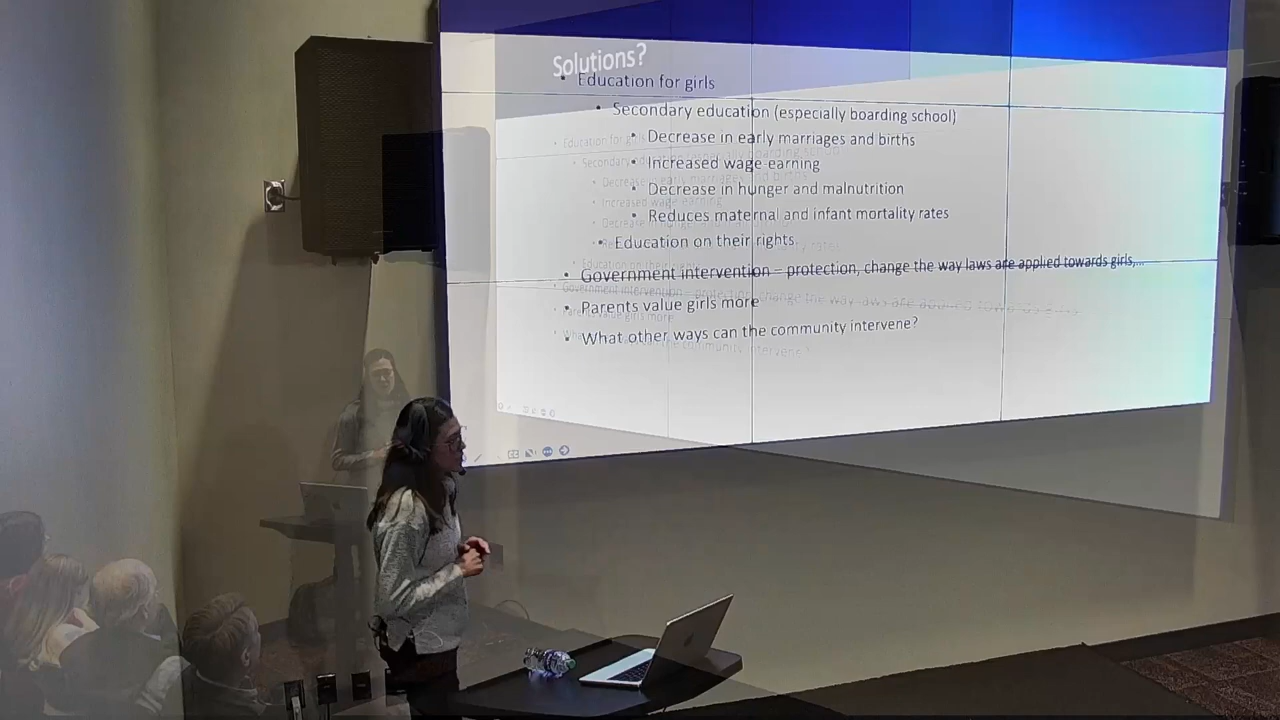 Solutions?
• Education for girls
• Secondary education (especially boarding school)
• Decrease in early marriages and births
• Increased wage earning
• Decrease in hunger and malnutrition
• Reduces maternal and infant mortality rates
• Education on their rights
• Government intervention – protection, change the way laws are applied towards girls,...
• Parents value girls more
• What other ways can the community intervene?